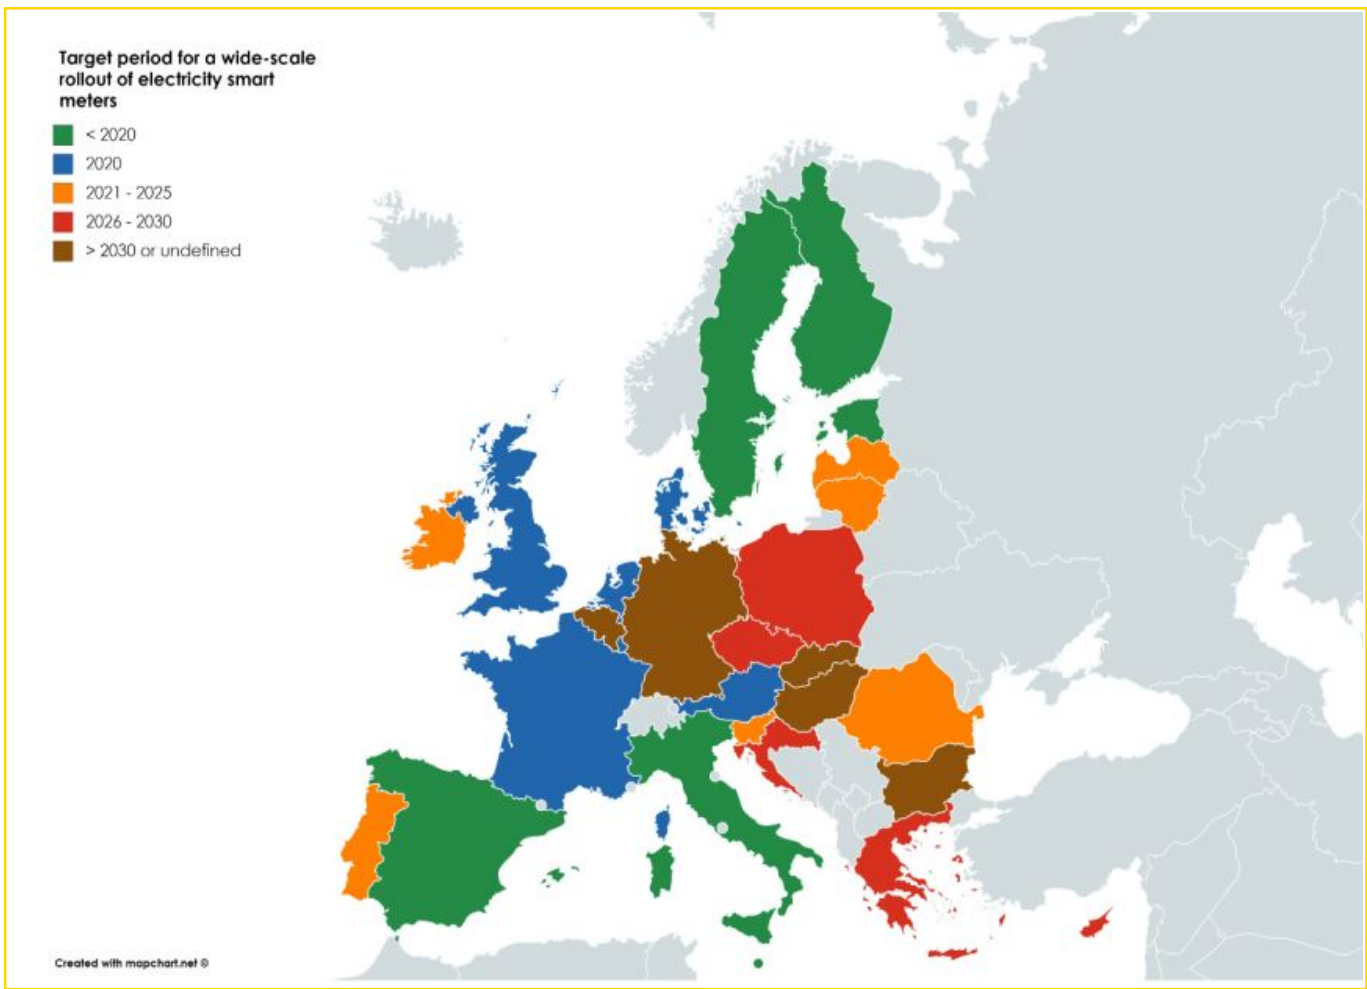 Target period for a wide-scale
rollout of electricity smart
meters
< 2020
2020
2021 - 2025
2026 - 2030
> 2030 or undefined
Created with mapchart.net ©